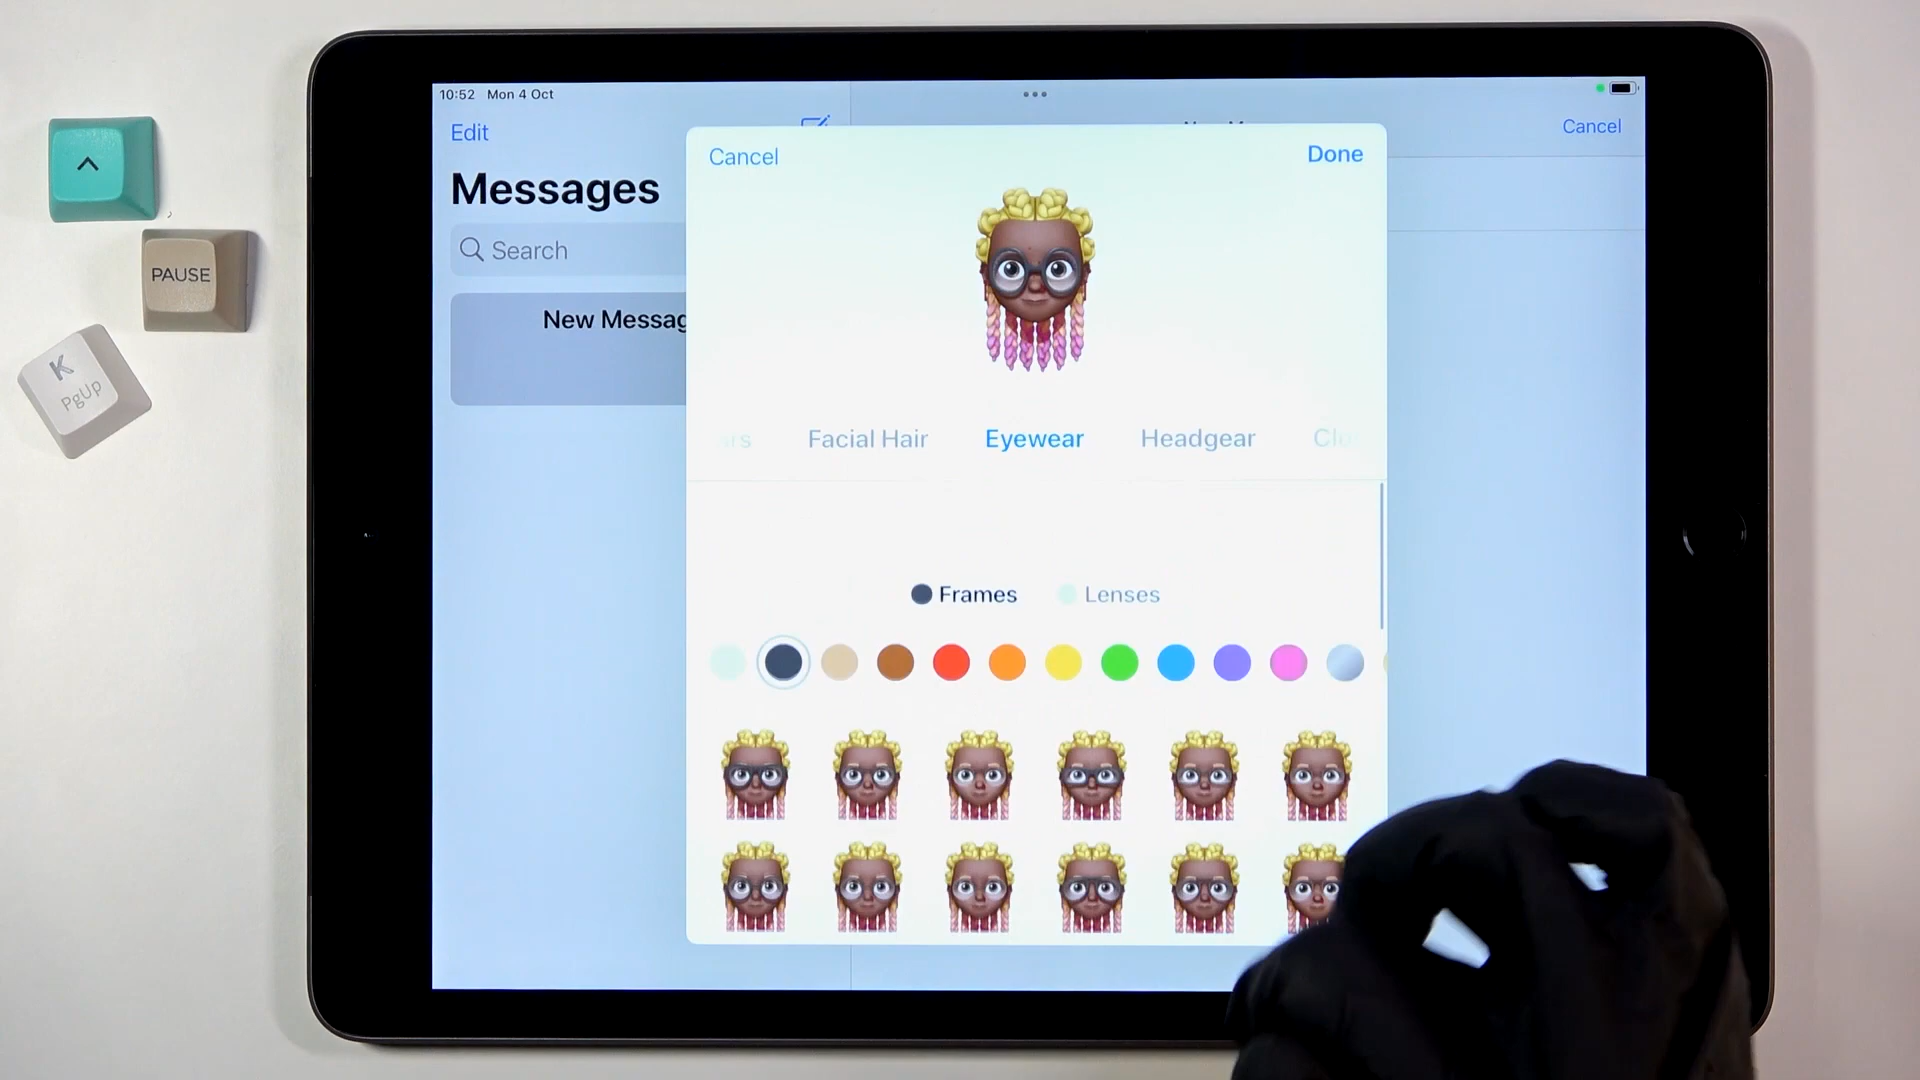 10:52 Mon 4 Oct
Edit
Cancel
Messages
Search
New Messag
Cancel
Done
Facial Hair
Eyewear
Headgear
Clo
Frames
Lenses
PAUSE
K
PgUp